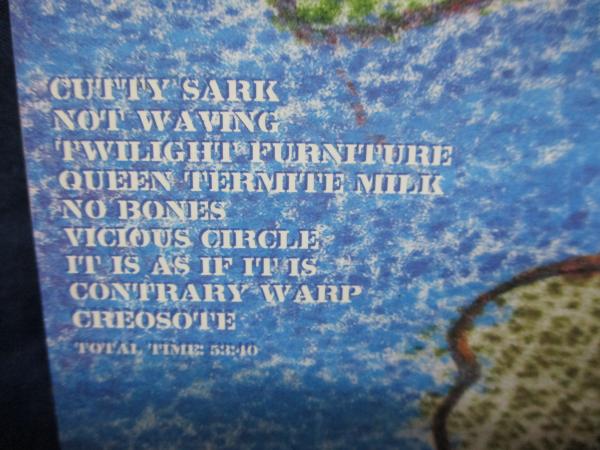 CUTTY SARK
NOT WAVING
TWILIGHT FURNITURE
QUEEN TERMITE MILK
NO BONES
VICIOUS CIRCLE
IT IS AS IF IT IS
CONTRARY WARP
CREOSOTE
TOTAL TIME: 53:40